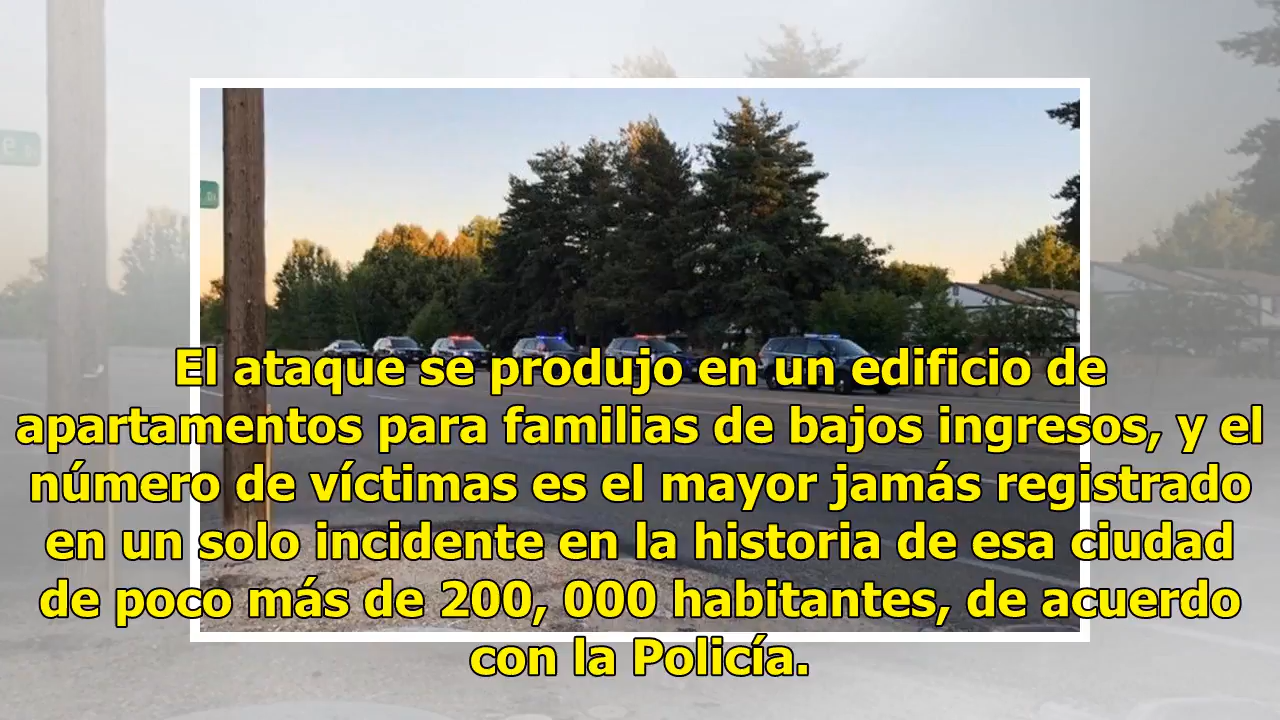 El ataque se produjo en un edificio de
apartamentos para familias de bajos ingresos, y el
número de víctimas es el mayor jamás registrado
en un solo incidente en la historia de esa ciudad
de poco más de 200, 000 habitantes, de acuerdo
con la Policía.